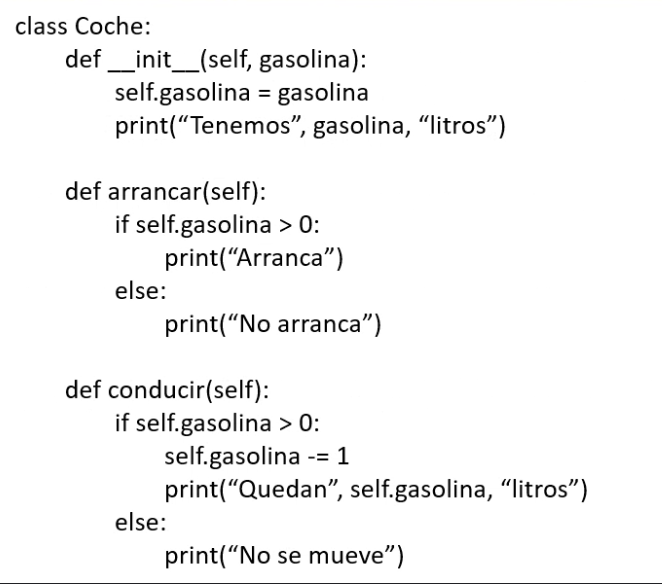 class Coche:
def __init__(self, gasolina):
self.gasolina = gasolina
print(“Tenemos”, gasolina, “litros”)
def arrancar(self):
if self.gasolina > 0:
print(“Arranca”)
else:
print(“No arranca”)
def conducir(self):
if self.gasolina > 0:
self.gasolina -= 1
print(“Quedan”, self.gasolina, “litros”)
else:
print(“No se mueve”)